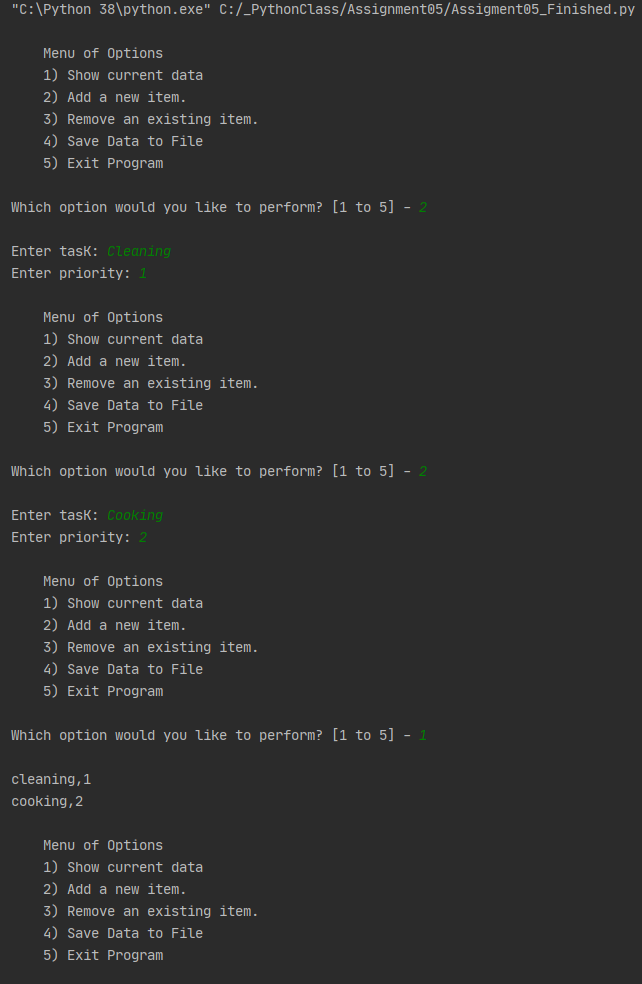 "C:\Python 38\python.exe" C:/_PythonClass/Assignment05/Assigment05_Finished.py
Menu of Options
1) Show current data
2) Add a new item.
3) Remove an existing item.
4) Save Data to File
5) Exit Program
Which option would you like to perform? [1 to 5] - 2
Enter tasK: Cleaning
Enter priority: 1
Menu of Options
1) Show current data
2) Add a new item.
3) Remove an existing item.
4) Save Data to File
5) Exit Program
Which option would you like to perform? [1 to 5] - 2
Enter tasK: Cooking
Enter priority: 2
Menu of Options
1) Show current data
2) Add a new item.
3) Remove an existing item.
4) Save Data to File
5) Exit Program
Which option would you like to perform? [1 to 5] - 1
cleaning,1
cooking,2
Menu of Options
1) Show current data
2) Add a new item.
3) Remove an existing item.
4) Save Data to File
5) Exit Program